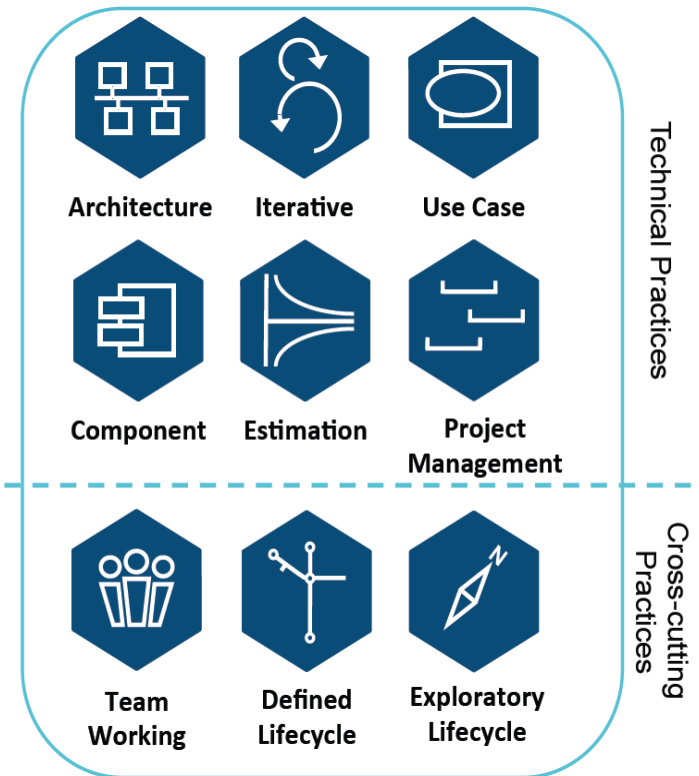 Architecture
Iterative
Use Case
Component
Estimation
Project
Management
Technical Practices
Team
Working
Defined
Lifecycle
N
Exploratory
Lifecycle
Cross-cutting
Practices